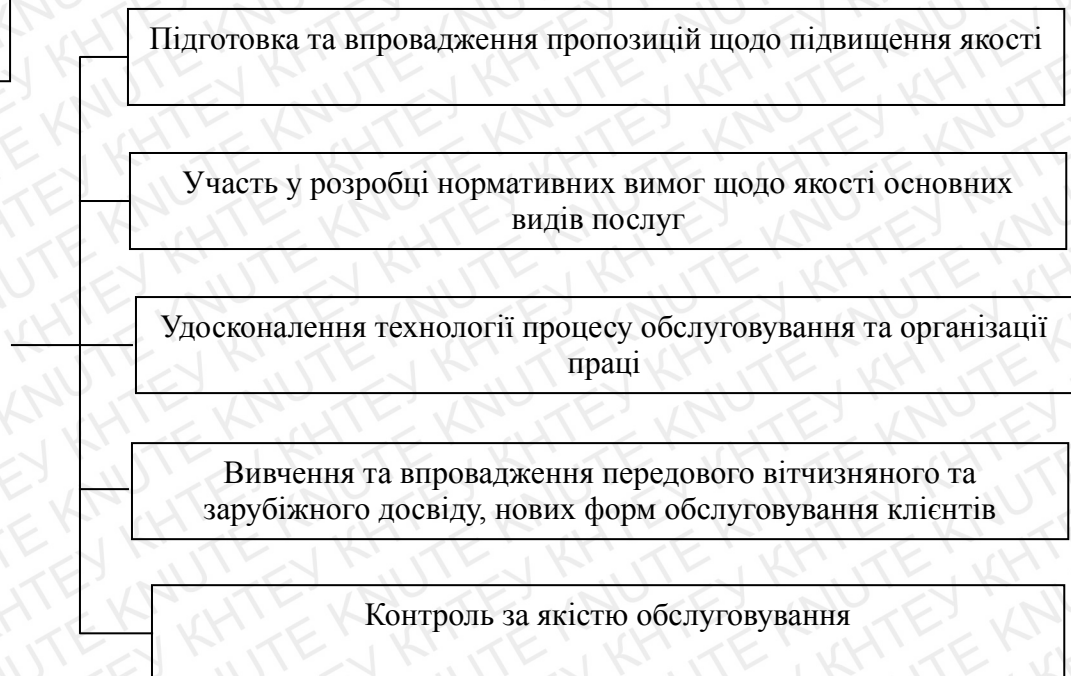 Підготовка та впровадження пропозицій щодо підвищення якості
Участь у розробці нормативних вимог щодо якості основних
видів послуг
Удосконалення технології процесу обслуговування та організації
праці
Вивчення та впровадження передового вітчизняного та
зарубіжного досвіду, нових форм обслуговування клієнтів
Контроль за якістю обслуговування